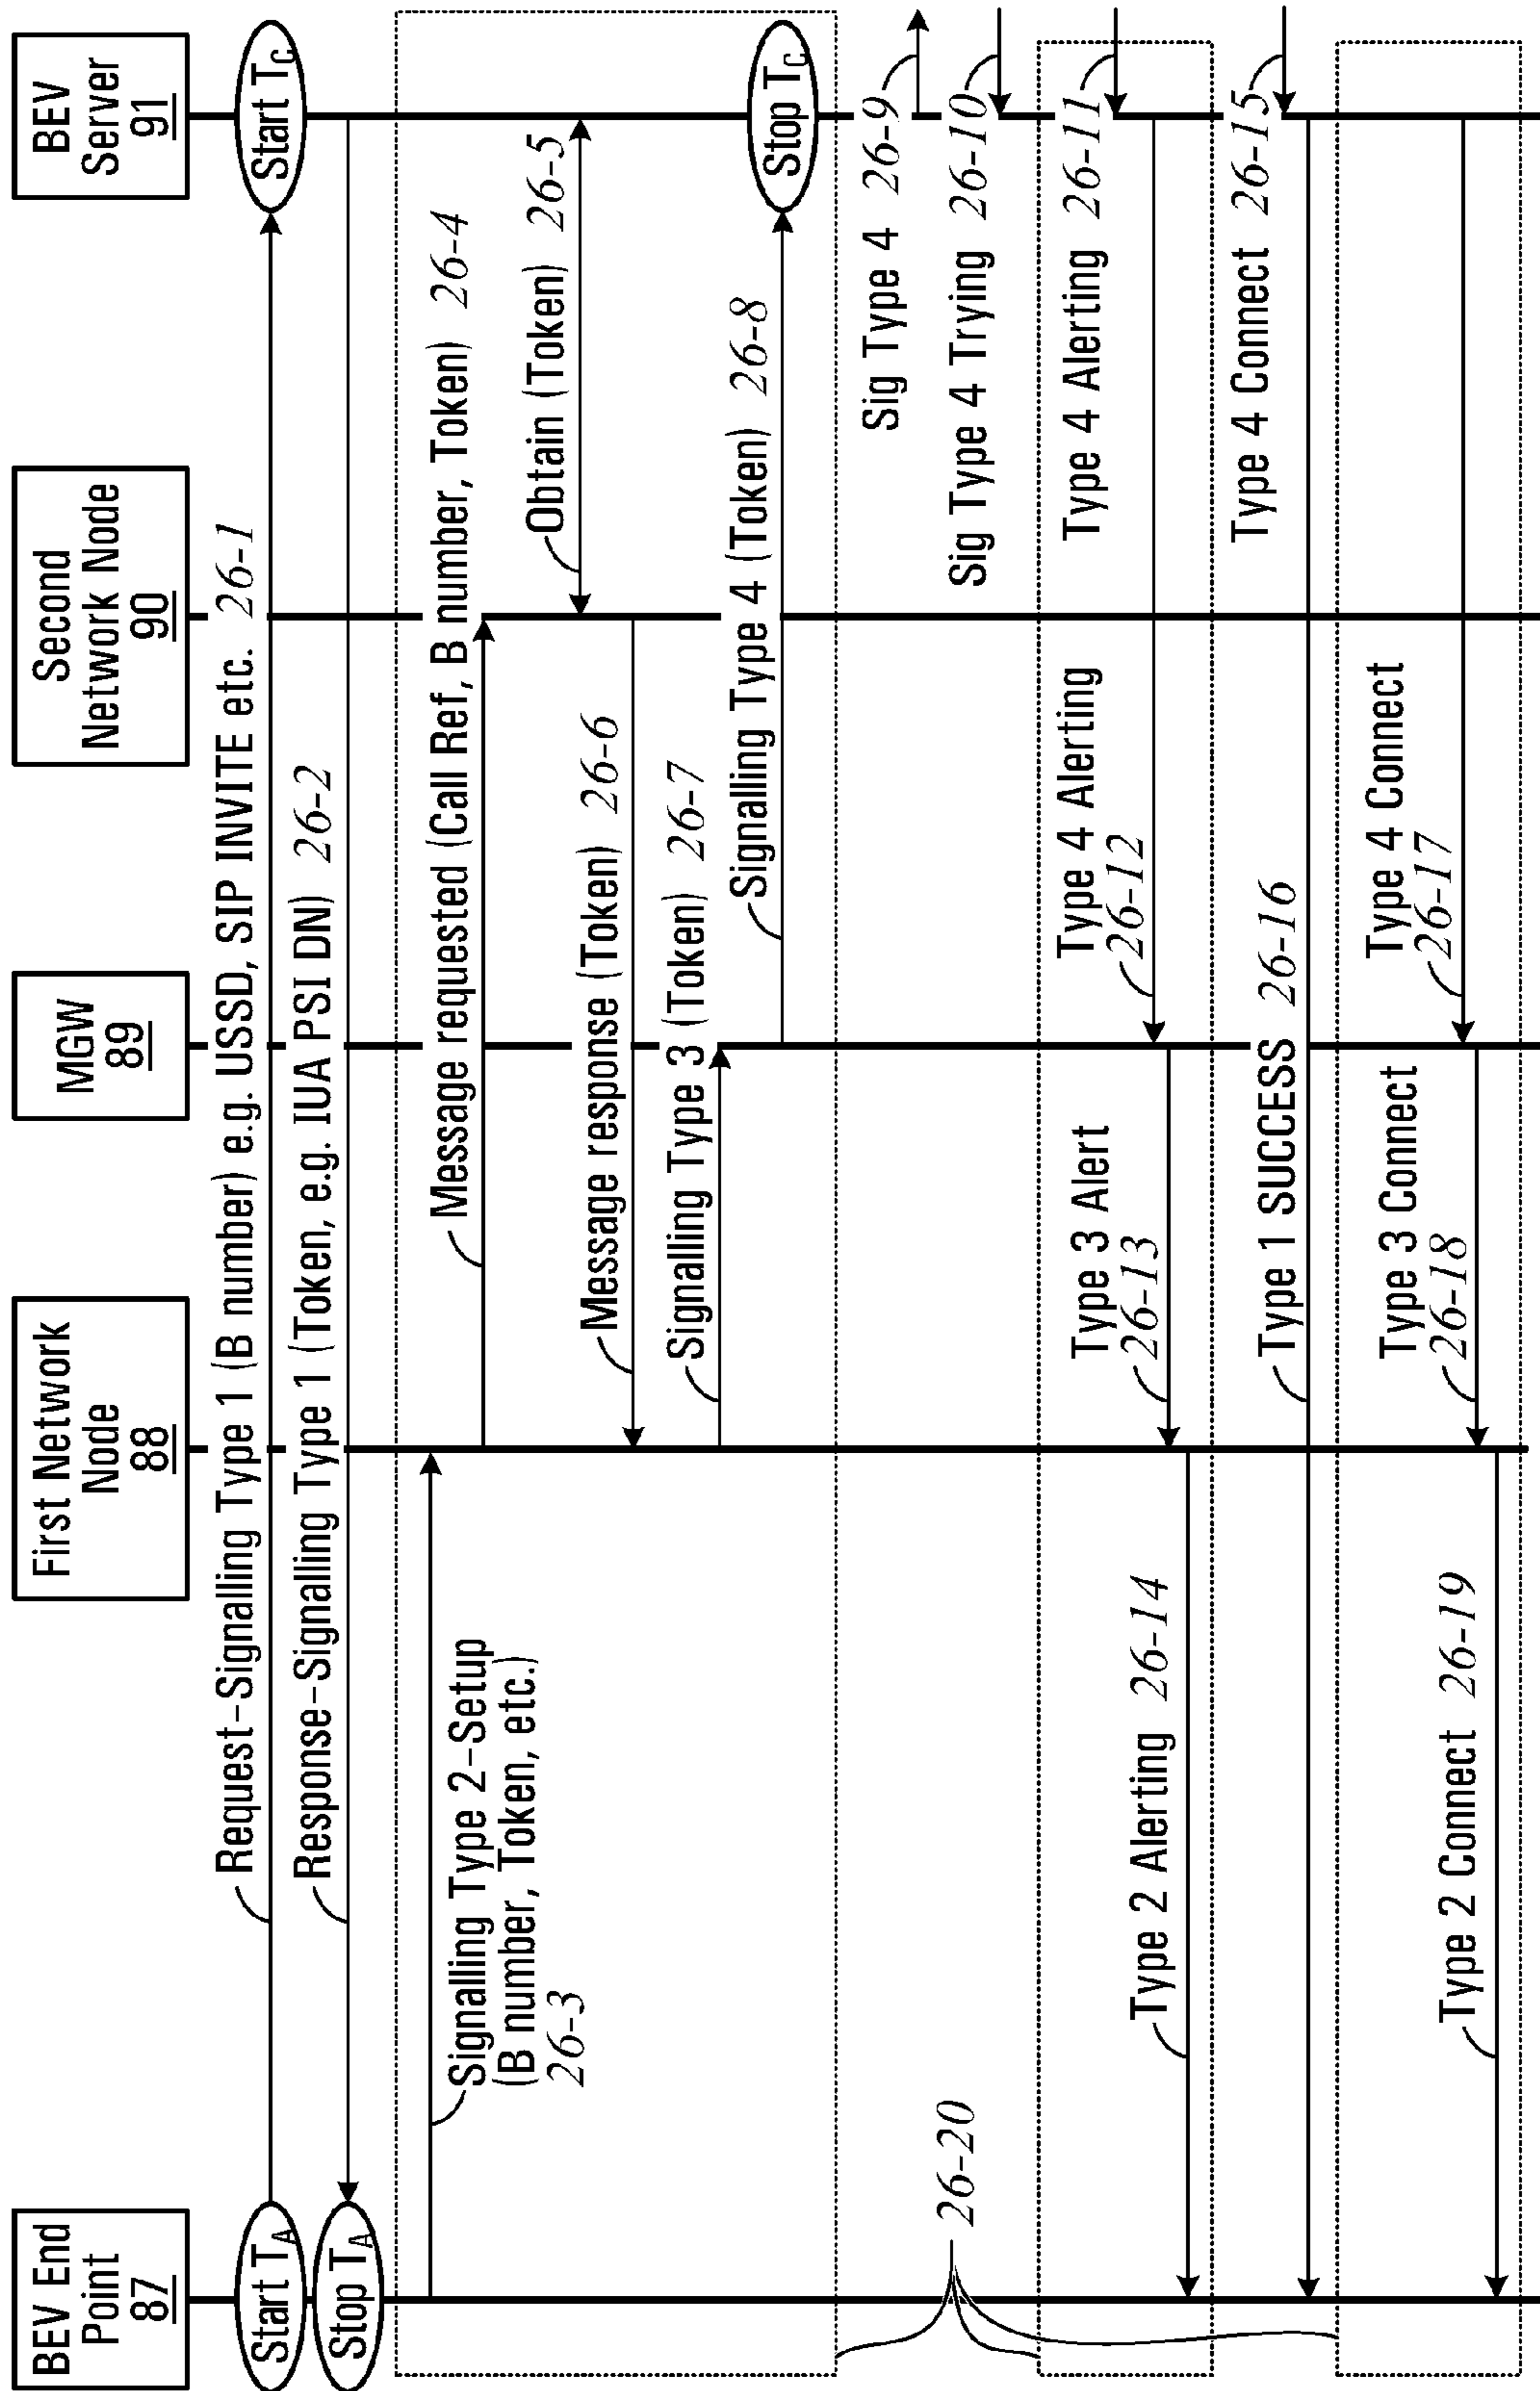 BEV End
Point
87
First Network
Node
88
MGW
89
Second
Network Node
90
BEV
Server
91
Start TA
Request-Signalling Type 1 (B number) e.g. USSD, SIP INVITE etc. 26-1
Start TC
Stop TA
Response-Signalling Type 1 (Token, e.g. IUA PSI DN) 26-2
Signalling Type 2-Setup
(B number, Token, etc.)
26-3
Message requested (Call Ref, B number, Token) 26-4
Obtain (Token) 26-5
Message response (Token) 26-6
Signalling Type 3 (Token) 26-7
Signalling Type 4 (Token) 26-8
Stop TC
Sig Type 4 26-9
Sig Type 4 Trying 26-10
26-20
Type 4 Alerting 26-11
Type 4 Alerting
26-12
Type 3 Alert
26-13
Type 2 Alerting 26-14
Type 4 Connect 26-15
Type 1 SUCCESS 26-16
Type 4 Connect
26-17
Type 3 Connect
26-18
Type 2 Connect 26-19